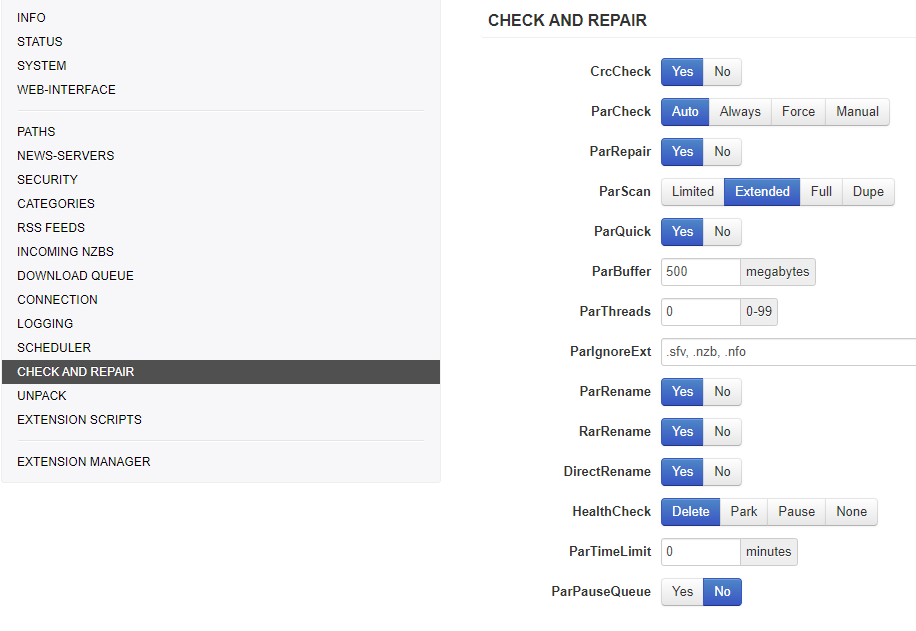 INFO
STATUS
SYSTEM
WEB-INTERFACE
PATHS
NEWS-SERVERS
SECURITY
CATEGORIES
RSS FEEDS
INCOMING NZBS
DOWNLOAD QUEUE
CONNECTION
LOGGING
SCHEDULER
CHECK AND REPAIR
UNPACK
EXTENSION SCRIPTS
EXTENSION MANAGER
CHECK AND REPAIR
CrcCheck Yes No
ParCheck Auto Always Force Manual
ParRepair Yes No
ParScan Limited Extended Full Dupe
ParQuick Yes No
ParBuffer 500 megabytes
ParThreads 0 0-99
ParIgnoreExt .sfv, .nzb, .nfo
ParRename Yes No
RarRename Yes No
DirectRename Yes No
HealthCheck Delete Park Pause None
ParTimeLimit 0 minutes
ParPauseQueue Yes No